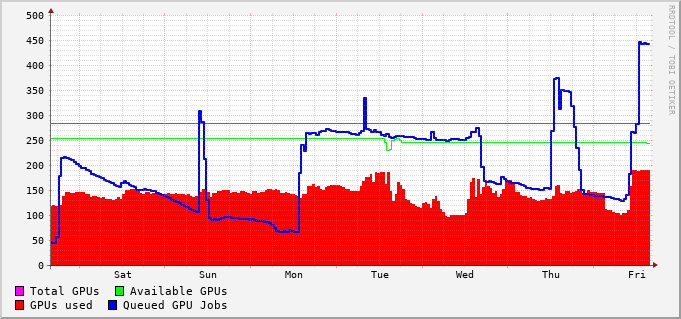 500
450
400
350
300
250
200
150
100
50
0
Sat Sun Mon Tue Wed Thu Fri
Total GPUs Available GPUs
GPUs used Queued GPU Jobs
RRDTOOL / TOBI OETIKER